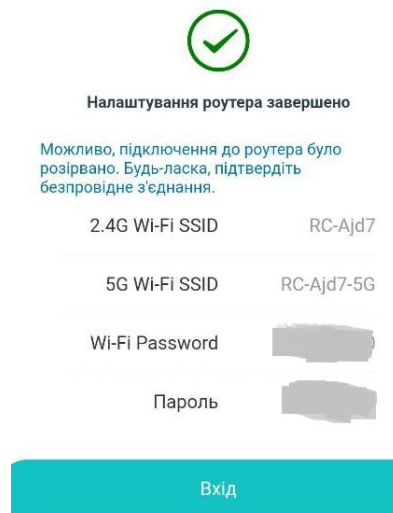 Налаштування роутера завершено
Можливо, підключення до роутера було
розірвано. Будь-ласка, підтвердіть
безпровідне з'єднання.
2.4G Wi-Fi SSID RC-Ajd7
5G Wi-Fi SSID RC-Ajd7-5G
Wi-Fi Password
Пароль
Вхід